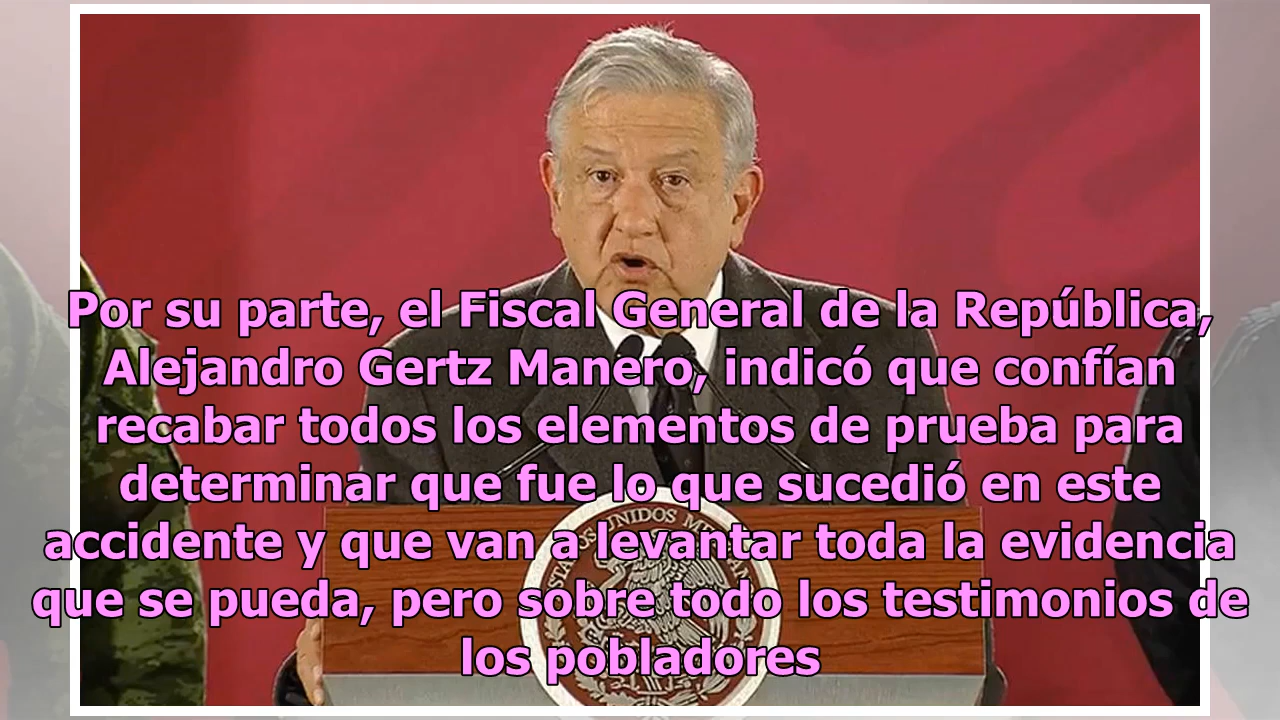 Por su parte, el Fiscal General de la República,
Alejandro Gertz Manero, indicó que confían
recabar todos los elementos de prueba para
determinar que fue lo que sucedió en este
accidente y que van a levantar toda la evidencia
que se pueda, pero sobre todo los testimonios de
los pobladores
UNIDOS